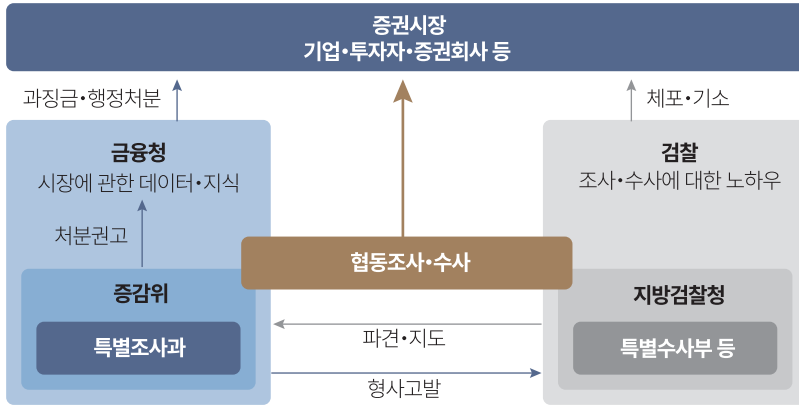 증권시장
기업•투자자•증권회사 등
과징금•행정처분
체포•기소
금융청
시장에 관한 데이터•지식
검찰
조사•수사에 대한 노하우
처분권고
협동조사•수사
증감위
특별조사과
지방검찰청
특별수사부 등
파견•지도
형사고발